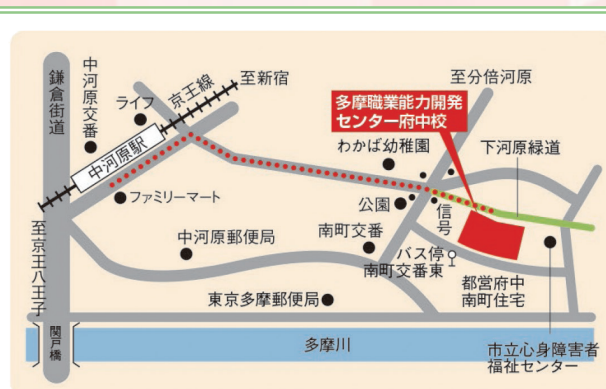 鎌倉街道
中河原交番
ライフ
京王線
至新宿
至分倍河原
多摩職業能力開発
センター府中校
わかば幼稚園
下河原緑道
中河原駅
ファミリーマート
公園
信号
至京王八王子
中河原郵便局
南町交番
バス停
南町交番東
都営府中
南町住宅
東京多摩郵便局
関戸橋
多摩川
市立心身障害者
福祉センター